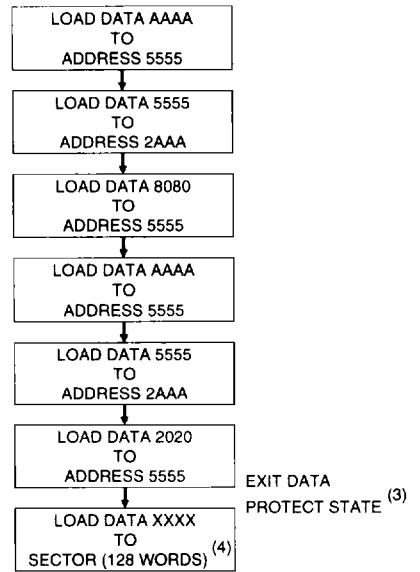 LOAD DATA AAAA
TO
ADDRESS 5555
LOAD DATA 5555
TO
ADDRESS 2AAA
LOAD DATA 8080
TO
ADDRESS 5555
LOAD DATA AAAA
TO
ADDRESS 5555
LOAD DATA 5555
TO
ADDRESS 2AAA
LOAD DATA 2020
TO
ADDRESS 5555
EXIT DATA
PROTECT STATE (3)
LOAD DATA XXXX
TO
SECTOR (128 WORDS) (4)